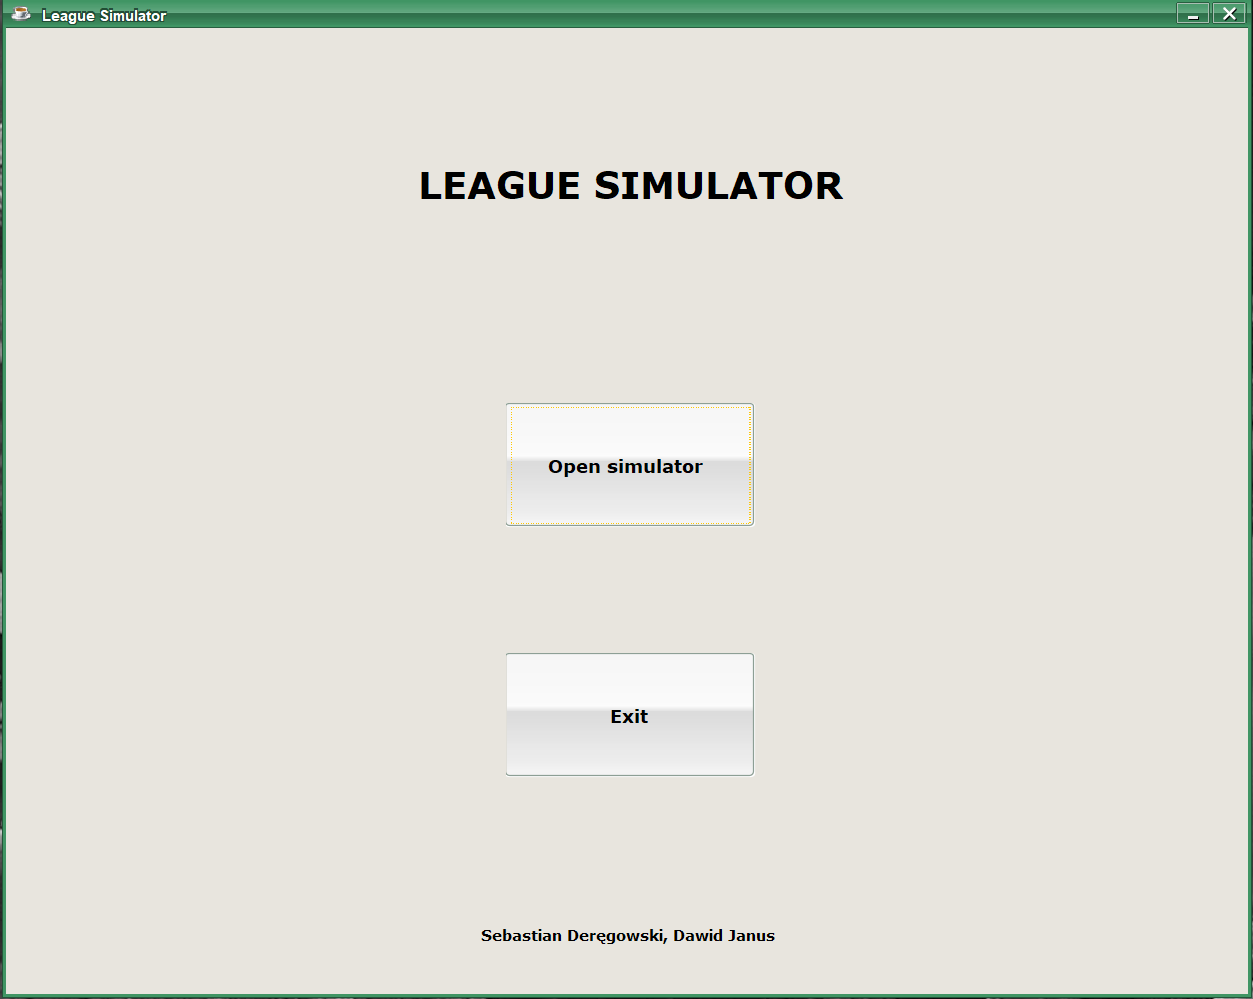 League Simulator
LEAGUE SIMULATOR
Open simulator
Exit
Sebastian Deręgowski, Dawid Janus